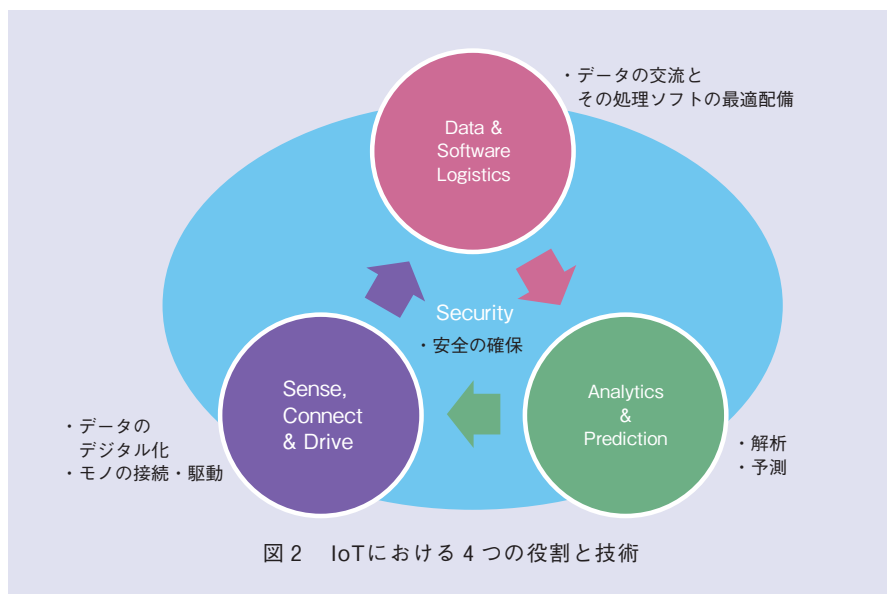 ・データの交流と
その処理ソフトの最適配備
Data &
Software
Logistics
Security
・安全の確保
Sense,
Connect
& Drive
・データの
デジタル化
・モノの接続・駆動
Analytics
&
Prediction
・解析
・予測
図2 IoTにおける4つの役割と技術